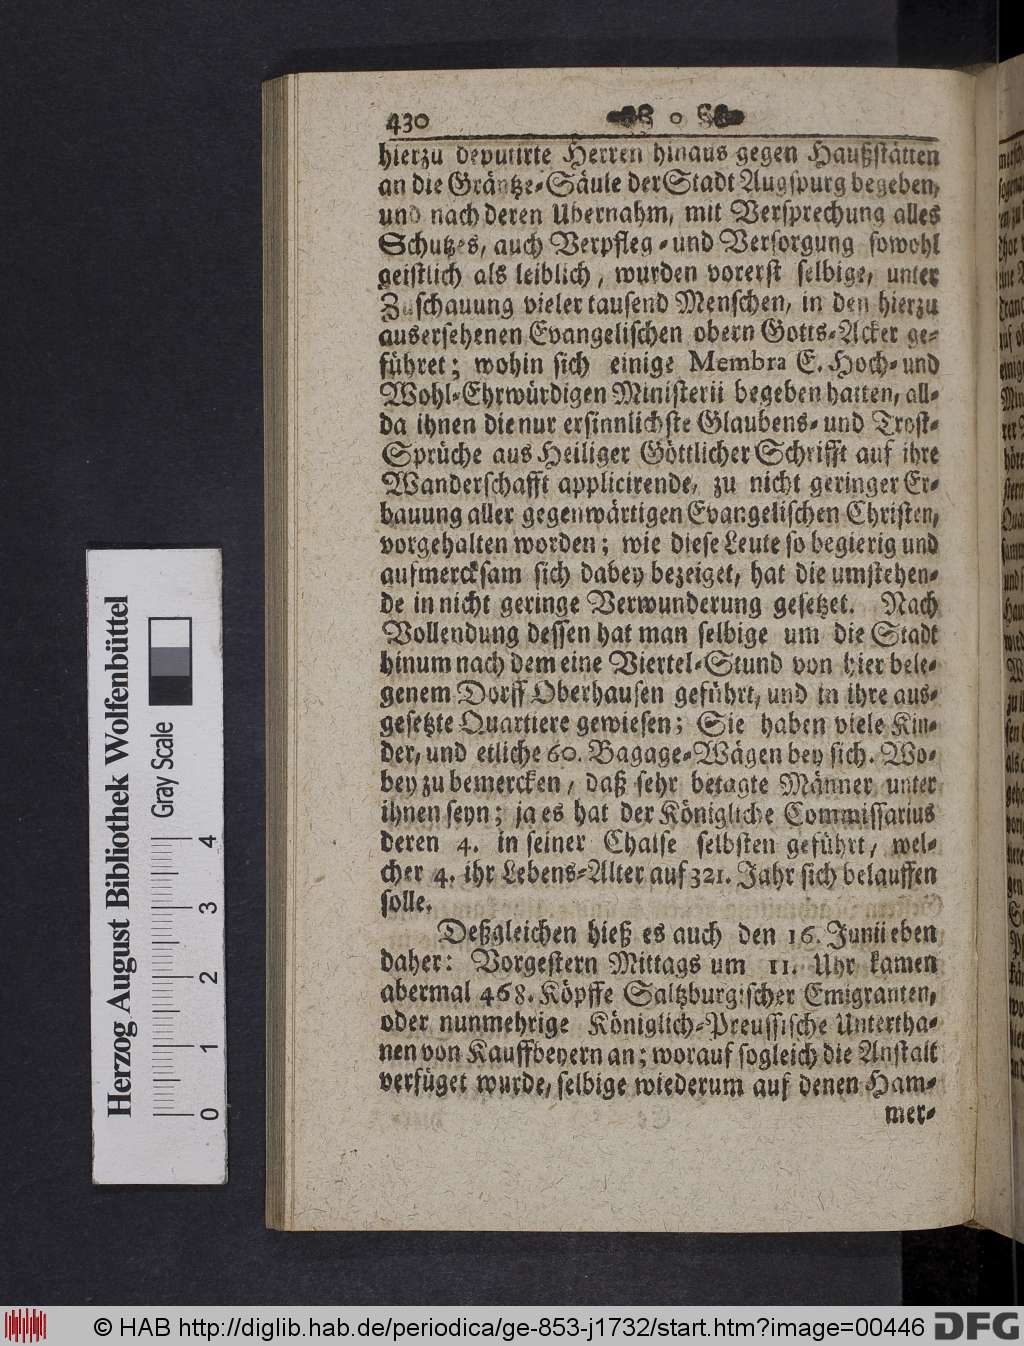 430
hierzu deputirte Herren hinaus gegen Haußstätten
an die Gräntze-Säule der Stadt Augspurg begeben,
und nach deren Ubernahm, mit Versprechung alles
Schutzes, auch Verpfleg- und Versorgung sowohl
geistlich als leiblich, wurden vorerst selbige, unter
Zuschauung vieler tausend Menschen, in den hierzu
ausersehenen Evangelischen obern Gotts-Acker ge-
führet; wohin sich einige Membra E. Hoch- und
Wohl-Ehrwürdigen Ministerii begeben hatten, all-
da ihnen die nur ersinnlichste Glaubens- und Trost-
Sprüche aus Heiliger Göttlicher Schrifft auf ihre
Wanderschafft applicirende, zu nicht geringer Er-
bauung aller gegenwärtigen Evangelischen Christen,
vorgehalten worden; wie diese Leute so begierig und
aufmercksam sich dabey bezeiget, hat die umstehen-
de in nicht geringe Verwunderung gesetzet. Nach
Vollendung dessen hat man selbige um die Stadt
hinum nach dem eine Viertel-Stund von hier bele-
genem Dorff Oberhausen geführt, und in ihre aus-
gesetzte Quartiere gewiesen; Sie haben viele Kin-
der, und etliche 60. Bagage-Wägen bey sich. Wo-
bey zu bemercken, daß sehr betagte Männer unter
ihnen seyn; ja es hat der Königliche Commissarius
deren 4. in seiner Chaise selbsten geführt, wel-
cher 4. ihr Lebens-Alter auf 321. Jahr sich belauffen
solle.
Deßgleichen hieß es auch den 16. Junii eben
daher: Vorgestern Mittags um 11. Uhr kamen
abermal 468. Köpffe Saltzburgischer Emigranten,
oder nunmehrige Königlich-Preussische Untertha-
nen von Kauffbeyern an; worauf sogleich die Anstalt
verfüget wurde, selbige wiederum auf denen Ham-
mer-
Herzog August Bibliothek Wolfenbüttel
Gray Scale
0 1 2 3 4
© HAB http://diglib.hab.de/periodica/ge-853-j1732/start.htm?image=00446
DFG